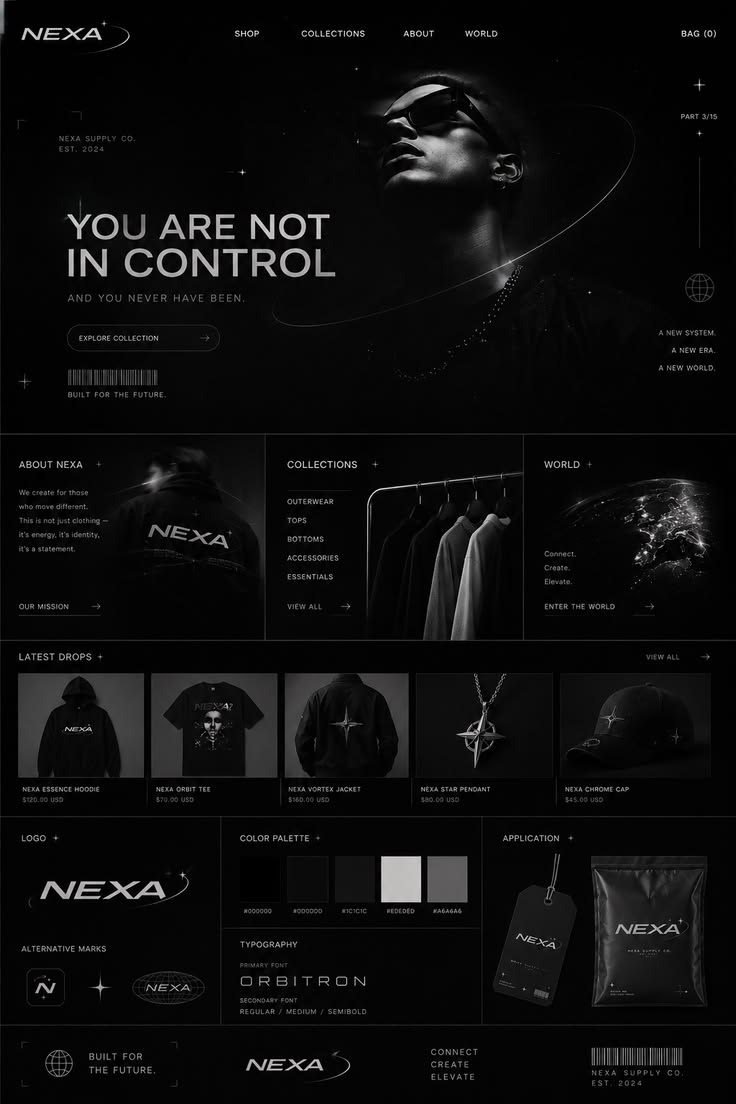 NEXA
SHOP
COLLECTIONS
ABOUT
WORLD
BAG (0)
PART 3/15
NEXA SUPPLY CO.
EST. 2024
YOU ARE NOT
IN CONTROL
AND YOU NEVER HAVE BEEN.
EXPLORE COLLECTION
BUILT FOR THE FUTURE.
A NEW SYSTEM.
A NEW ERA.
A NEW WORLD.
ABOUT NEXA
We create for those
who move different.
This is not just clothing —
it's energy, it's identity,
it's a statement.
OUR MISSION
NEXA
COLLECTIONS
OUTERWEAR
TOPS
BOTTOMS
ACCESSORIES
ESSENTIALS
VIEW ALL
WORLD
Connect.
Create.
Elevate.
ENTER THE WORLD
LATEST DROPS
VIEW ALL
NEXA
NEXA ESSENCE HOODIE
$120.00 USD
NEXA ORBIT TEE
$70.00 USD
NEXA VORTEX JACKET
$160.00 USD
NEXA STAR PENDANT
$80.00 USD
NEXA CHROME CAP
$45.00 USD
LOGO
NEXA
ALTERNATIVE MARKS
N
NEXA
COLOR PALETTE
#000000
#0D0D0D
#1C1C1C
#EDEDED
#A6A6A6
TYPOGRAPHY
PRIMARY FONT
ORBITRON
SECONDARY FONT
REGULAR / MEDIUM / SEMIBOLD
APPLICATION
NEXA
NEXA
NEXA SUPPLY CO.
BUILT FOR
THE FUTURE.
NEXA
CONNECT
CREATE
ELEVATE
NEXA SUPPLY CO.
EST. 2024